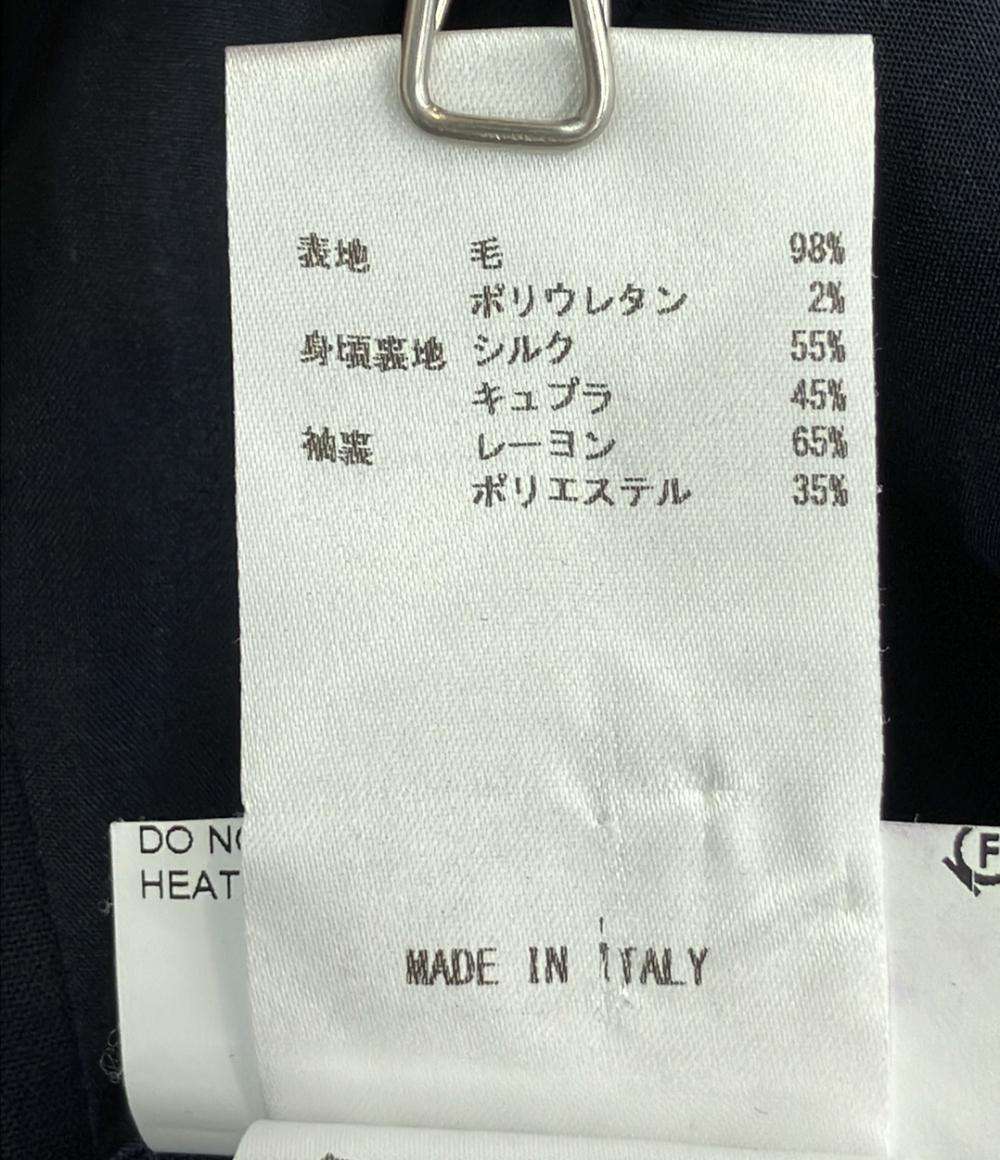 表地 毛 98%
ポリウレタン 2%
身頃裏地 シルク 55%
キュプラ 45%
袖裏 レーヨン 65%
ポリエステル 35%
DO NO
HEAT
F
MADE IN ITALY